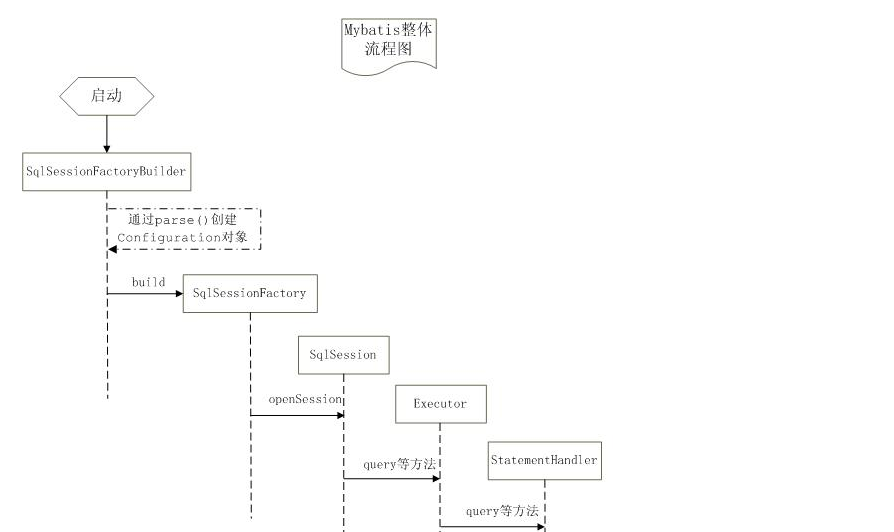 Mybatis整体
流程图
启动
SqlSessionFactoryBuilder
通过parse()创建
Configuration对象
build
SqlSessionFactory
SqlSession
openSession
Executor
query等方法
StatementHandler
query等方法